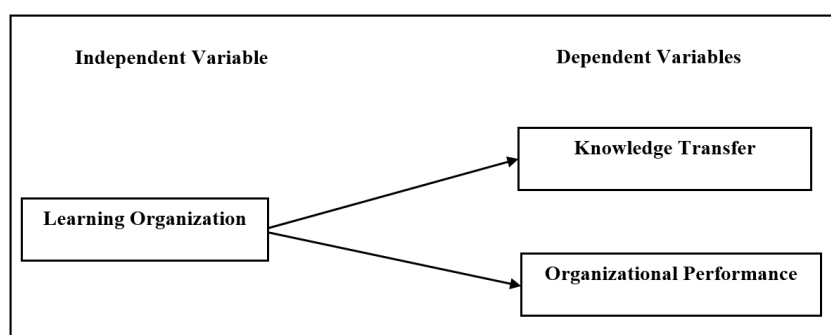 Independent Variable
Dependent Variables
Knowledge Transfer
Learning Organization
Organizational Performance